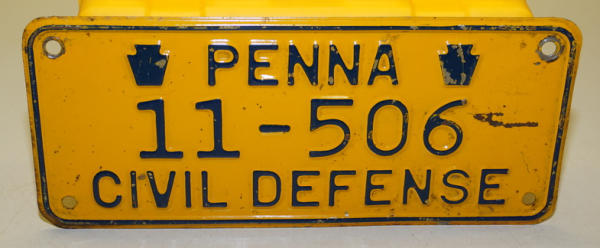 PENNA
11-506
CIVIL DEFENSE